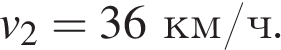 v₂ = 36 км/ч.